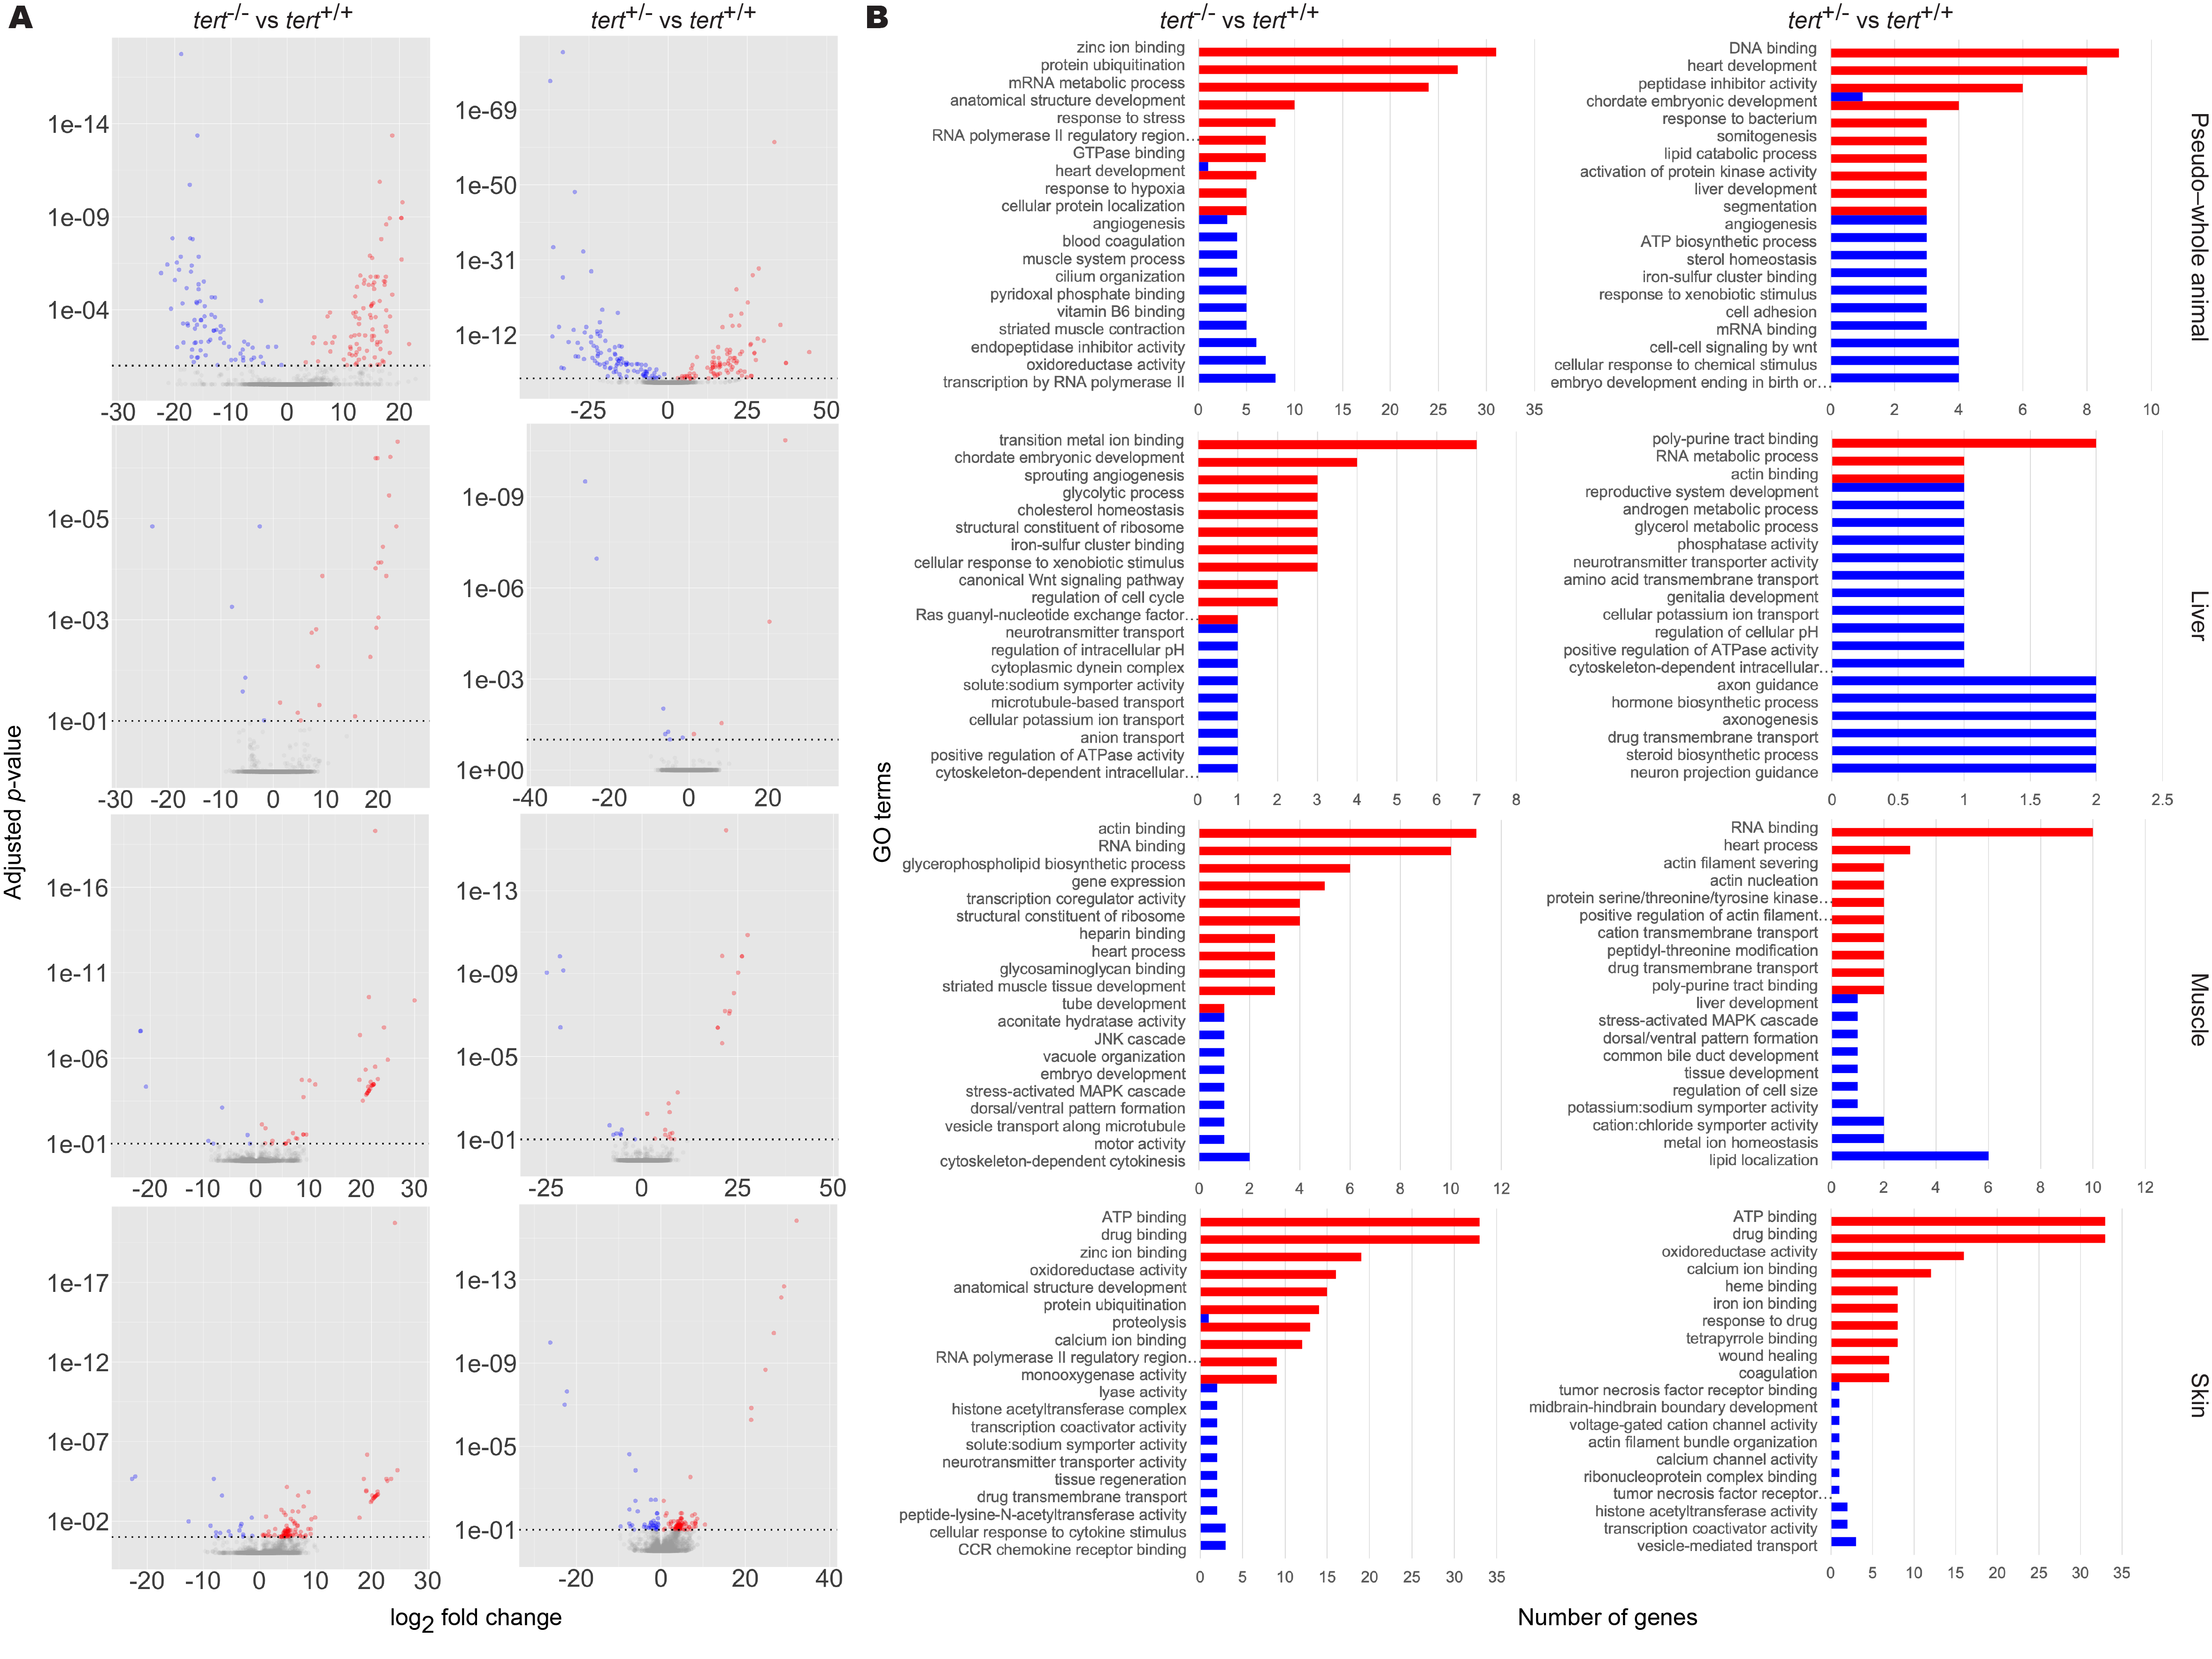 A
tert-/- vs tert+/+
tert+/- vs tert+/+
B
tert-/- vs tert+/+
tert+/- vs tert+/+
Adjusted p-value
1e-14
1e-09
1e-04
-30 -20 -10 0 10 20
1e-69
1e-50
1e-31
1e-12
-25 0 25 50
1e-05
1e-03
1e-01
-30 -20 -10 0 10 20
1e-09
1e-06
1e-03
1e+00
-40 -20 0 20
1e-16
1e-11
1e-06
1e-01
-20 -10 0 10 20 30
1e-13
1e-09
1e-05
1e-01
-25 0 25 50
1e-17
1e-12
1e-07
1e-02
-20 -10 0 10 20 30
1e-13
1e-09
1e-05
1e-01
-20 0 20 40
log2 fold change
GO terms
zinc ion binding
protein ubiquitination
mRNA metabolic process
anatomical structure development
response to stress
RNA polymerase II regulatory region...
GTPase binding
heart development
response to hypoxia
cellular protein localization
angiogenesis
blood coagulation
muscle system process
cilium organization
pyridoxal phosphate binding
vitamin B6 binding
striated muscle contraction
endopeptidase inhibitor activity
oxidoreductase activity
transcription by RNA polymerase II
0 5 10 15 20 25 30 35
DNA binding
heart development
peptidase inhibitor activity
chordate embryonic development
response to bacterium
somitogenesis
lipid catabolic process
activation of protein kinase activity
liver development
segmentation
angiogenesis
ATP biosynthetic process
sterol homeostasis
iron-sulfur cluster binding
response to xenobiotic stimulus
cell adhesion
mRNA binding
cell-cell signaling by wnt
cellular response to chemical stimulus
embryo development ending in birth or...
0 2 4 6 8 10
Pseudo–whole animal
transition metal ion binding
chordate embryonic development
sprouting angiogenesis
glycolytic process
cholesterol homeostasis
structural constituent of ribosome
iron-sulfur cluster binding
cellular response to xenobiotic stimulus
canonical Wnt signaling pathway
regulation of cell cycle
Ras guanyl-nucleotide exchange factor...
neurotransmitter transport
regulation of intracellular pH
cytoplasmic dynein complex
solute:sodium symporter activity
microtubule-based transport
cellular potassium ion transport
anion transport
positive regulation of ATPase activity
cytoskeleton-dependent intracellular...
0 1 2 3 4 5 6 7 8
poly-purine tract binding
RNA metabolic process
actin binding
reproductive system development
androgen metabolic process
glycerol metabolic process
phosphatase activity
neurotransmitter transporter activity
amino acid transmembrane transport
genitalia development
cellular potassium ion transport
regulation of cellular pH
positive regulation of ATPase activity
cytoskeleton-dependent intracellular...
axon guidance
hormone biosynthetic process
axonogenesis
drug transmembrane transport
steroid biosynthetic process
neuron projection guidance
0 0.5 1 1.5 2 2.5
Liver
actin binding
RNA binding
glycerophospholipid biosynthetic process
gene expression
transcription coregulator activity
structural constituent of ribosome
heparin binding
heart process
glycosaminoglycan binding
striated muscle tissue development
tube development
aconitate hydratase activity
JNK cascade
vacuole organization
embryo development
stress-activated MAPK cascade
dorsal/ventral pattern formation
vesicle transport along microtubule
motor activity
cytoskeleton-dependent cytokinesis
0 2 4 6 8 10 12
RNA binding
heart process
actin filament severing
actin nucleation
protein serine/threonine/tyrosine kinase...
positive regulation of actin filament...
cation transmembrane transport
peptidyl-threonine modification
drug transmembrane transport
poly-purine tract binding
liver development
stress-activated MAPK cascade
dorsal/ventral pattern formation
common bile duct development
tissue development
regulation of cell size
potassium:sodium symporter activity
cation:chloride symporter activity
metal ion homeostasis
lipid localization
0 2 4 6 8 10 12
Muscle
ATP binding
drug binding
zinc ion binding
oxidoreductase activity
anatomical structure development
protein ubiquitination
proteolysis
calcium ion binding
RNA polymerase II regulatory region...
monooxygenase activity
lyase activity
histone acetyltransferase complex
transcription coactivator activity
solute:sodium symporter activity
neurotransmitter transporter activity
tissue regeneration
drug transmembrane transport
peptide-lysine-N-acetyltransferase activity
cellular response to cytokine stimulus
CCR chemokine receptor binding
0 5 10 15 20 25 30 35
ATP binding
drug binding
oxidoreductase activity
calcium ion binding
heme binding
iron ion binding
response to drug
tetrapyrrole binding
wound healing
coagulation
tumor necrosis factor receptor binding
midbrain-hindbrain boundary development
voltage-gated cation channel activity
actin filament bundle organization
calcium channel activity
ribonucleoprotein complex binding
tumor necrosis factor receptor...
histone acetyltransferase activity
transcription coactivator activity
vesicle-mediated transport
0 5 10 15 20 25 30 35
Skin
Number of genes